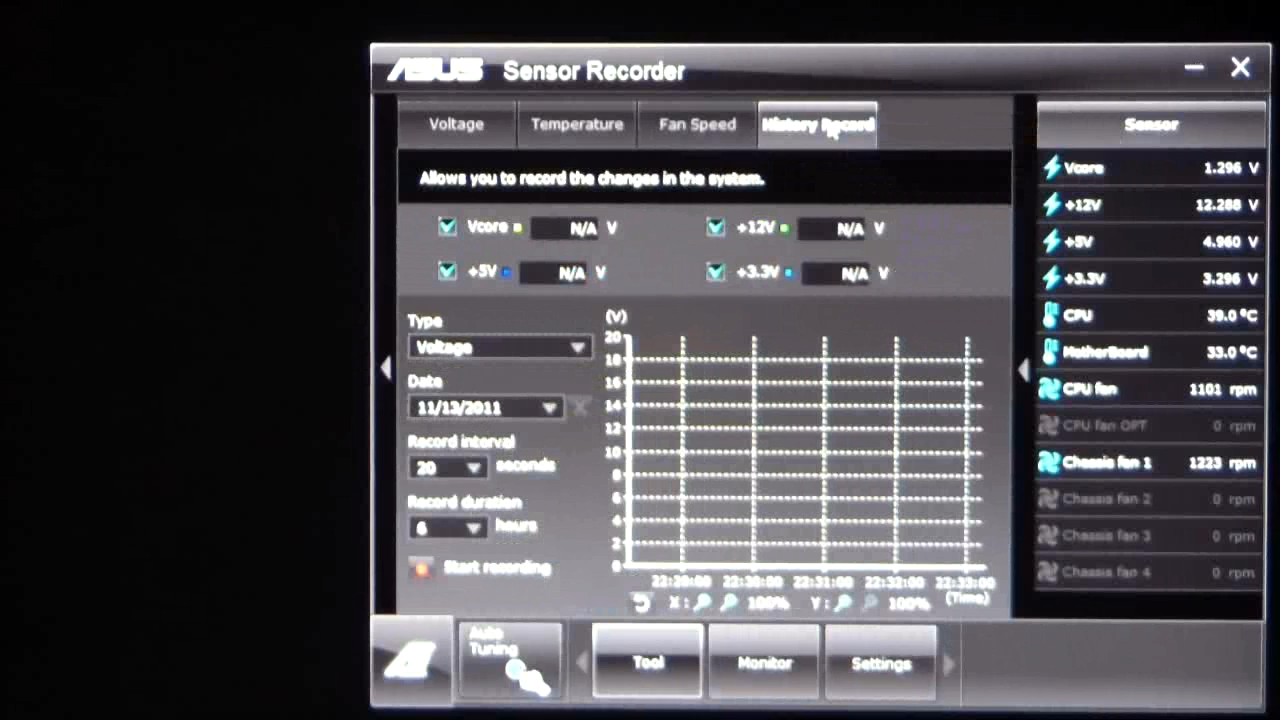 ASUS Sensor Recorder
Voltage Temperature Fan Speed History Record
Allows you to record the changes in the system.
Vcore N/A V +12V N/A V
+5V N/A V +3.3V N/A V
Type
Voltage
Date
11/13/2011
Record interval
20 seconds
Record duration
6 hours
Start recording
(V)
20
18
16
14
12
10
8
6
4
2
0
22:29:00 22:30:00 22:31:00 22:32:00 22:33:00
(Time)
X: 100% Y: 100%
Sensor
Vcore 1.296 V
+12V 12.288 V
+5V 4.960 V
+3.3V 3.296 V
CPU 39.0 ºC
MotherBoard 33.0 ºC
CPU fan 1101 rpm
CPU fan OPT 0 rpm
Chassis fan 1 1223 rpm
Chassis fan 2 0 rpm
Chassis fan 3 0 rpm
Chassis fan 4 0 rpm
Auto
Tuning
Tool Monitor Settings